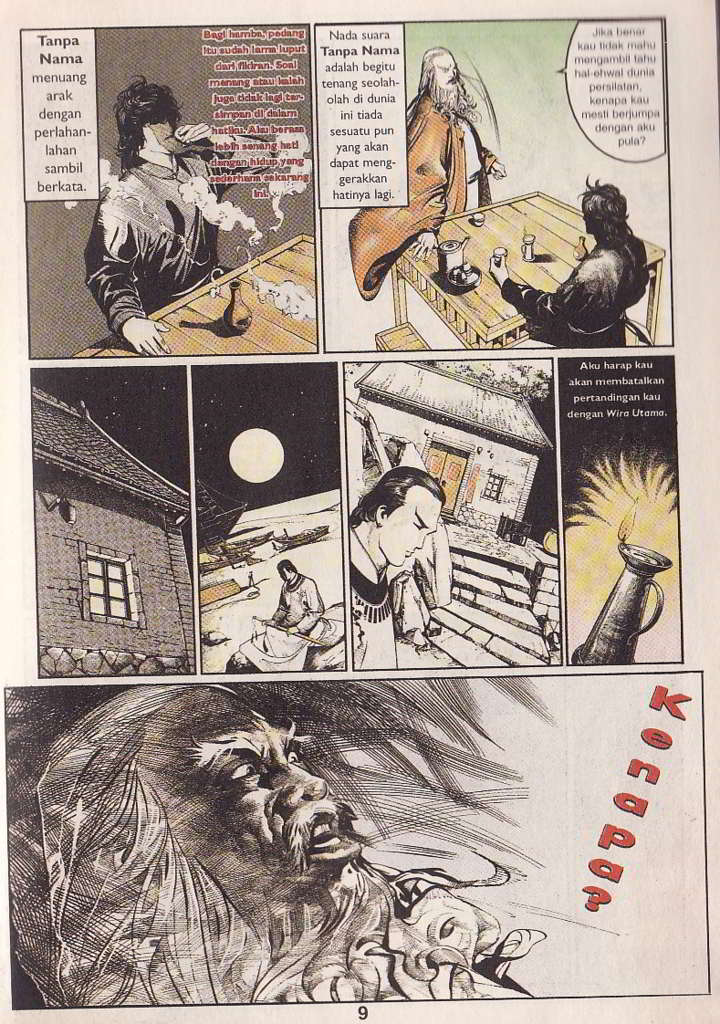 Tanpa
Nama
menuang
arak
dengan
perlahan-
lahan
sambil
berkata.
Bagi hamba, pedang
itu sudah lama luput
dari fikiran. Soal
menang atau kalah
juga tidak lagi ter-
simpan di dalam
hatiku. Aku berasa
lebih senang hati
dengan hidup yang
sederhana sekarang
ini.
Nada suara
Tanpa Nama
adalah begitu
tenang seolah-
olah di dunia
ini tiada
sesuatu pun
yang akan
dapat meng-
gerakkan
hatinya lagi.
Jika benar
kau tidak mahu
mengambil tahu
hal-ehwal dunia
persilatan,
kenapa kau
mesti berjumpa
dengan aku
pula?
Aku harap kau
akan membatalkan
pertandingan kau
dengan Wira Utama.
Kenapa?
9